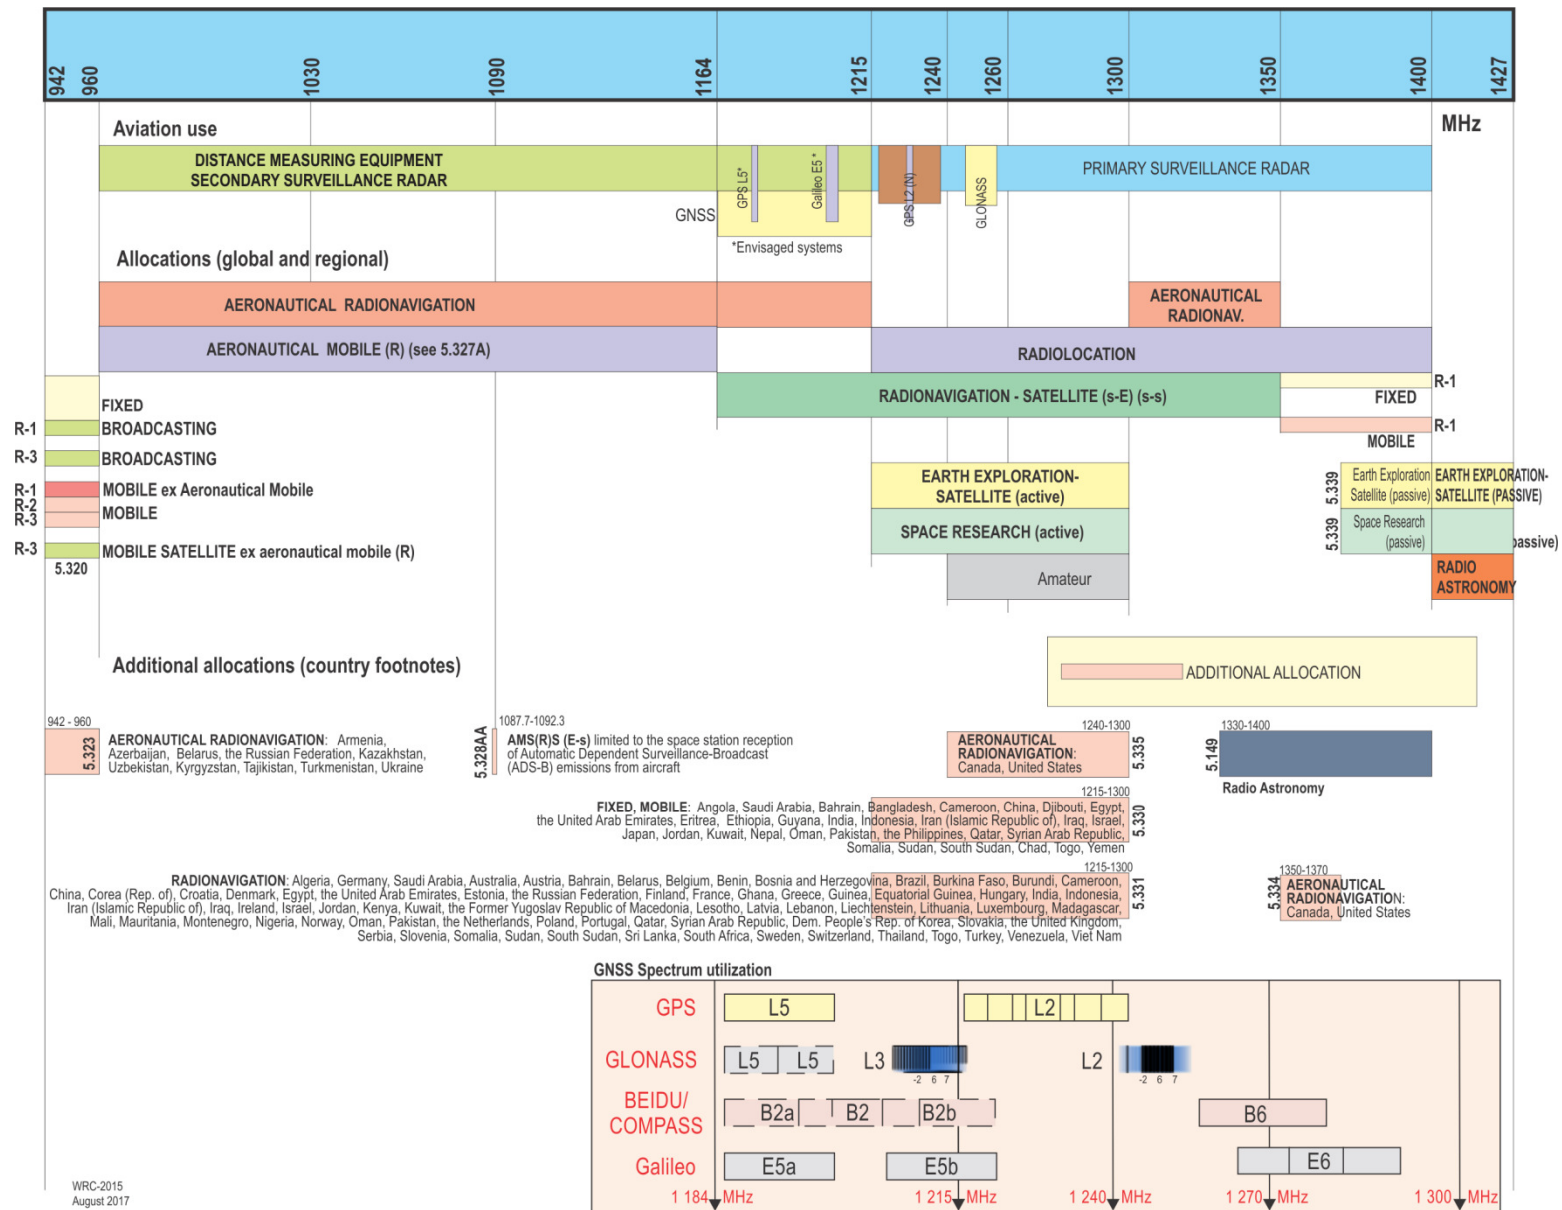 942
960
1030
1090
1164
1215
1240
1260
1300
1350
1400
1427
MHz
Aviation use
DISTANCE MEASURING EQUIPMENT
SECONDARY SURVEILLANCE RADAR
GPS L5*
Galileo E5 *
GPS L2 (N)
GLONASS
PRIMARY SURVEILLANCE RADAR
GNSS
*Envisaged systems
Allocations (global and regional)
AERONAUTICAL RADIONAVIGATION
AERONAUTICAL
RADIONAV.
AERONAUTICAL MOBILE (R) (see 5.327A)
RADIOLOCATION
RADIONAVIGATION - SATELLITE (s-E) (s-s)
R-1
FIXED
FIXED
R-1 BROADCASTING
R-1
MOBILE
R-3 BROADCASTING
R-1 MOBILE ex Aeronautical Mobile
R-2
R-3 MOBILE
R-3 MOBILE SATELLITE ex aeronautical mobile (R)
5.320
EARTH EXPLORATION-
SATELLITE (active)
SPACE RESEARCH (active)
Amateur
5.339
Earth Exploration
Satellite (passive)
EARTH EXPLORATION-
SATELLITE (PASSIVE)
5.339
Space Research
(passive)
passive)
RADIO
ASTRONOMY
Additional allocations (country footnotes)
ADDITIONAL ALLOCATION
942 - 960
5.323
AERONAUTICAL RADIONAVIGATION: Armenia,
Azerbaijan, Belarus, the Russian Federation, Kazakhstan,
Uzbekistan, Kyrgyzstan, Tajikistan, Turkmenistan, Ukraine
1087.7-1092.3
5.328AA
AMS(R)S (E-s) limited to the space station reception
of Automatic Dependent Surveillance-Broadcast
(ADS-B) emissions from aircraft
1240-1300
AERONAUTICAL
RADIONAVIGATION:
Canada, United States
5.335
1330-1400
5.149
Radio Astronomy
1215-1300
FIXED, MOBILE: Angola, Saudi Arabia, Bahrain, Bangladesh, Cameroon, China, Djibouti, Egypt,
the United Arab Emirates, Eritrea, Ethiopia, Guyana, India, Indonesia, Iran (Islamic Republic of), Iraq, Israel,
Japan, Jordan, Kuwait, Nepal, Oman, Pakistan, the Philippines, Qatar, Syrian Arab Republic,
Somalia, Sudan, South Sudan, Chad, Togo, Yemen
5.330
1215-1300
RADIONAVIGATION: Algeria, Germany, Saudi Arabia, Australia, Austria, Bahrain, Belarus, Belgium, Benin, Bosnia and Herzegovina, Brazil, Burkina Faso, Burundi, Cameroon,
China, Corea (Rep. of), Croatia, Denmark, Egypt, the United Arab Emirates, Estonia, the Russian Federation, Finland, France, Ghana, Greece, Guinea, Equatorial Guinea, Hungary, India, Indonesia,
Iran (Islamic Republic of), Iraq, Ireland, Israel, Jordan, Kenya, Kuwait, the Former Yugoslav Republic of Macedonia, Lesotho, Latvia, Lebanon, Liechtenstein, Lithuania, Luxembourg, Madagascar,
Mali, Mauritania, Montenegro, Nigeria, Norway, Oman, Pakistan, the Netherlands, Poland, Portugal, Qatar, Syrian Arab Republic, Dem. People's Rep. of Korea, Slovakia, the United Kingdom,
Serbia, Slovenia, Somalia, Sudan, South Sudan, Sri Lanka, South Africa, Sweden, Switzerland, Thailand, Togo, Turkey, Venezuela, Viet Nam
5.331
1350-1370
5.334
AERONAUTICAL
RADIONAVIGATION:
Canada, United States
GNSS Spectrum utilization
GPS L5 L2
GLONASS L5 L5 L3 L2
-2 6 7
-2 6 7
BEIDU/
COMPASS
B2a B2 B2b B6
Galileo E5a E5b E6
1 184 MHz
1 215 MHz
1 240 MHz
1 270 MHz
1 300 MHz
WRC-2015
August 2017